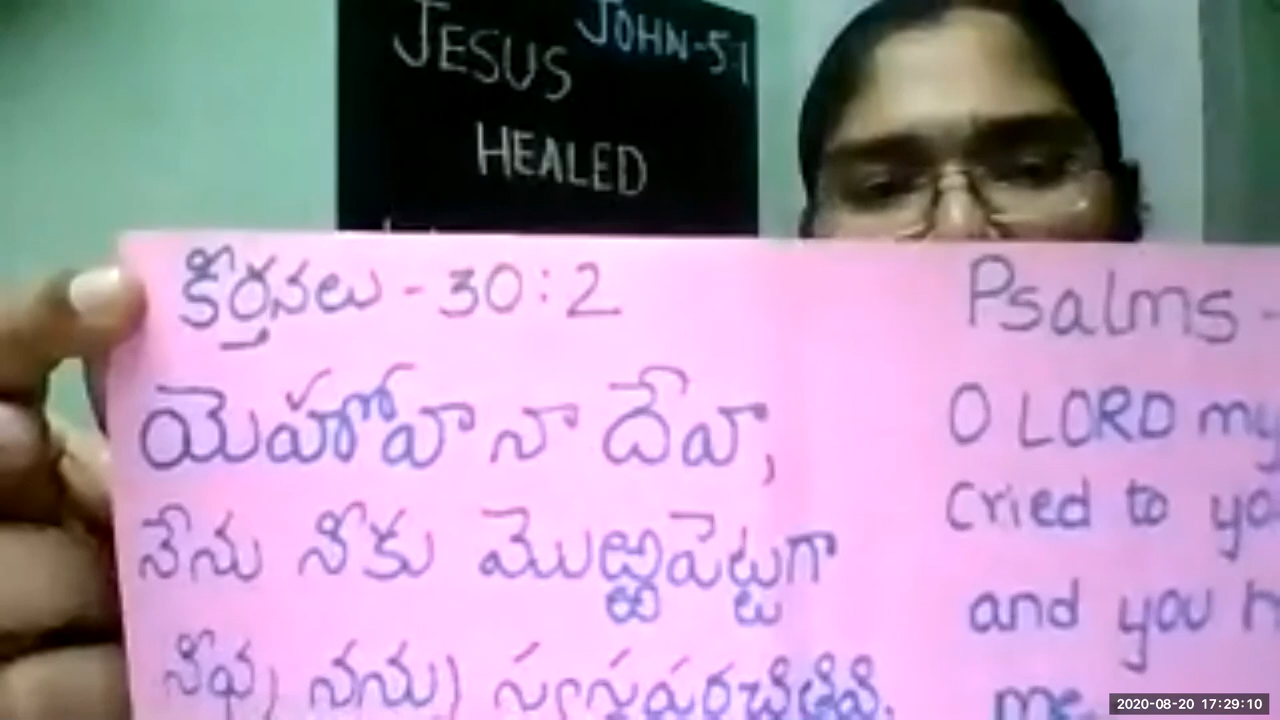 JESUS JOHN-5:1
HEALED
కీర్తనలు - 30:2
యెహోవా నా దేవా,
నేను నీకు మొఱ్ఱపెట్టగా
నీవు నన్ను స్వస్థపరచితివి.
Psalms -
O LORD my
cried to yo
and you h
me.
2020-08-20 17:29:10